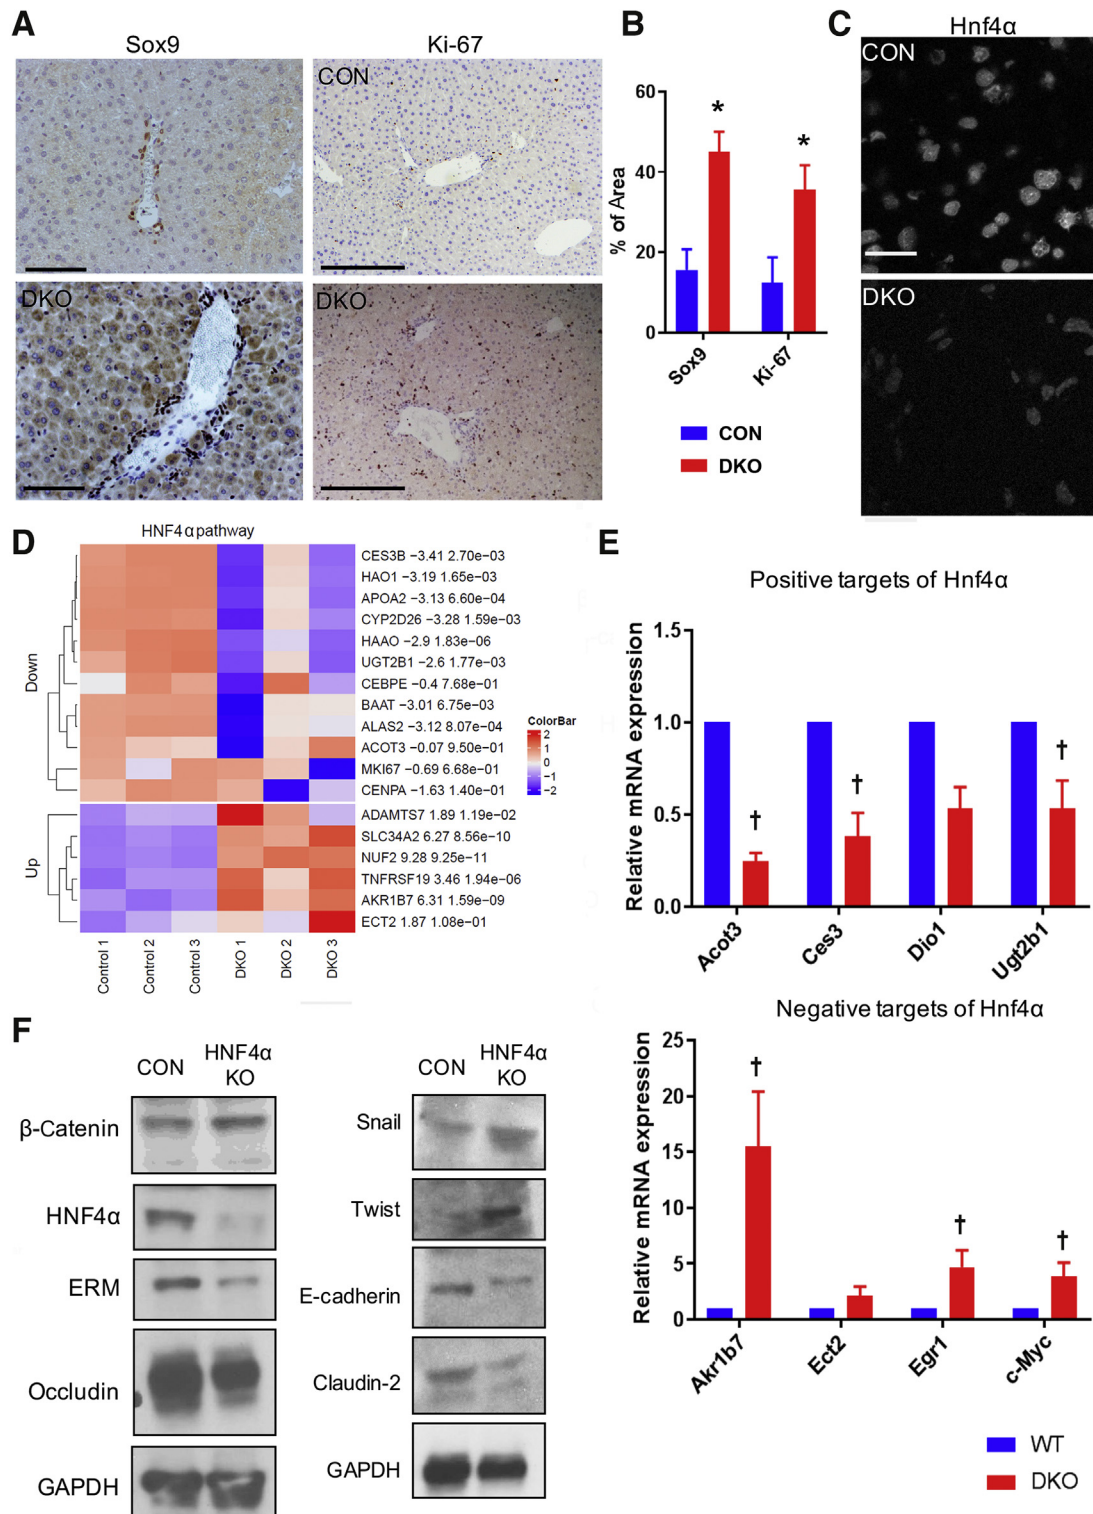 A
Sox9
Ki-67
CON
DKO
DKO
B
% of Area
60
40
20
0
*
*
Sox9
Ki-67
CON
DKO
C
Hnf4α
CON
DKO
D
HNF4α pathway
Down
Up
CES3B −3.41 2.70e−03
HAO1 −3.19 1.65e−03
APOA2 −3.13 6.60e−04
CYP2D26 −3.28 1.59e−03
HAAO −2.9 1.83e−06
UGT2B1 −2.6 1.77e−03
CEBPE −0.4 7.68e−01
BAAT −3.01 6.75e−03
ALAS2 −3.12 8.07e−04
ACOT3 −0.07 9.50e−01
MKI67 −0.69 6.68e−01
CENPA −1.63 1.40e−01
ADAMTS7 1.89 1.19e−02
SLC34A2 6.27 8.56e−10
NUF2 9.28 9.25e−11
TNFRSF19 3.46 1.94e−06
AKR1B7 6.31 1.59e−09
ECT2 1.87 1.08e−01
ColorBar
2
1
0
−1
−2
Control 1
Control 2
Control 3
DKO 1
DKO 2
DKO 3
E
Positive targets of Hnf4α
Relative mRNA expression
1.5
1.0
0.5
0.0
†
†
†
Acot3
Ces3
Dio1
Ugt2b1
Negative targets of Hnf4α
Relative mRNA expression
25
20
15
10
5
0
†
†
†
Akr1b7
Ect2
Egr1
c-Myc
WT
DKO
F
CON
HNF4α
KO
β-Catenin
HNF4α
ERM
Occludin
GAPDH
CON
HNF4α
KO
Snail
Twist
E-cadherin
Claudin-2
GAPDH